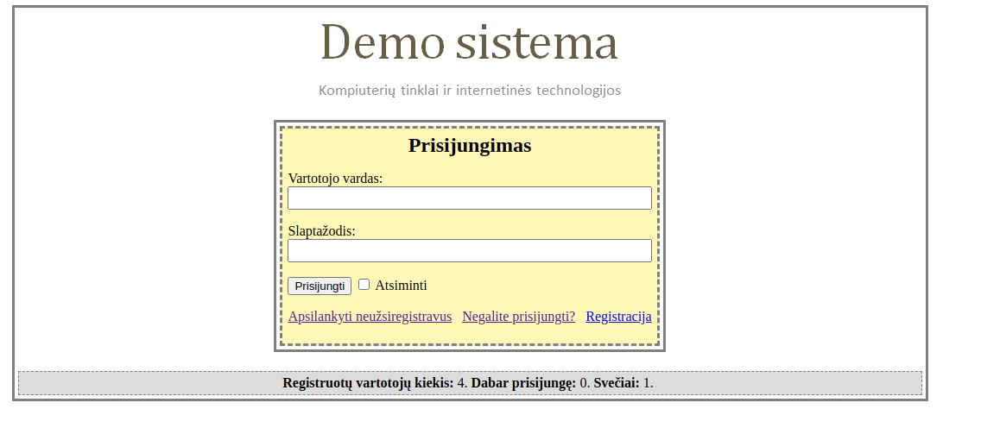 Demo sistema
Kompiuterių tinklai ir internetinės technologijos
Prisijungimas
Vartotojo vardas:
Slaptažodis:
Prisijungti Atsiminti
Apsilankyti neužsiregistravus Negalite prisijungti? Registracija
Registruotų vartotojų kiekis: 4. Dabar prisijungę: 0. Svečiai: 1.